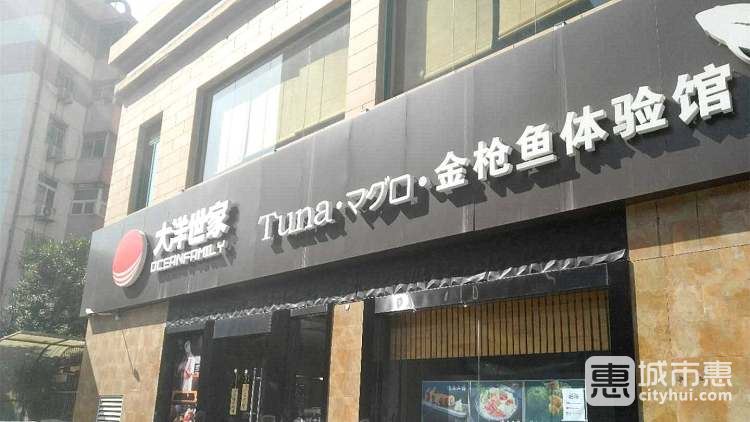 大洋世家
OCEANFAMILY
Tuna·マグロ·金枪鱼体验馆
惠 城市惠
cityhui.com